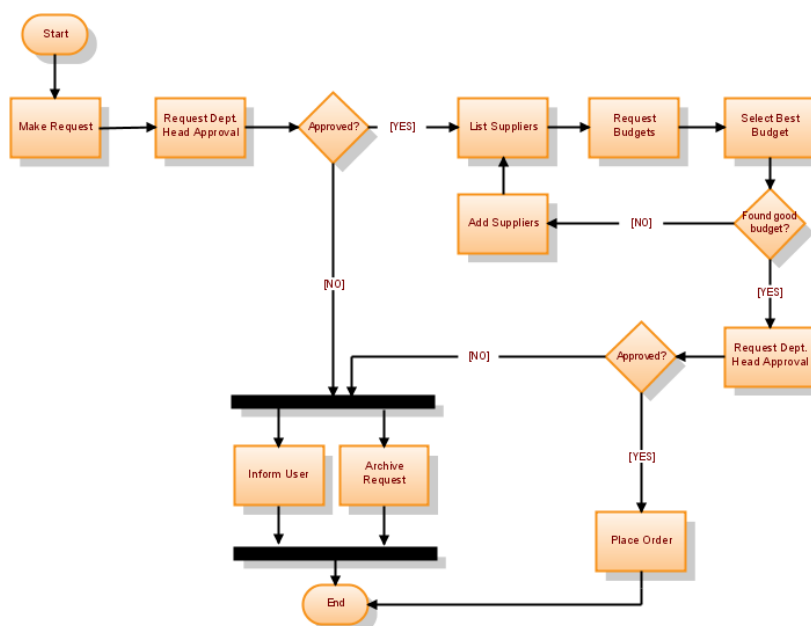 Start
Make Request
Request Dept.
Head Approval
Approved?
[YES]
List Suppliers
Request
Budgets
Select Best
Budget
Add Suppliers
[NO]
Found good
budget?
[NO]
[YES]
Request Dept.
Head Approval
Approved?
[NO]
[YES]
Inform User
Archive
Request
Place Order
End